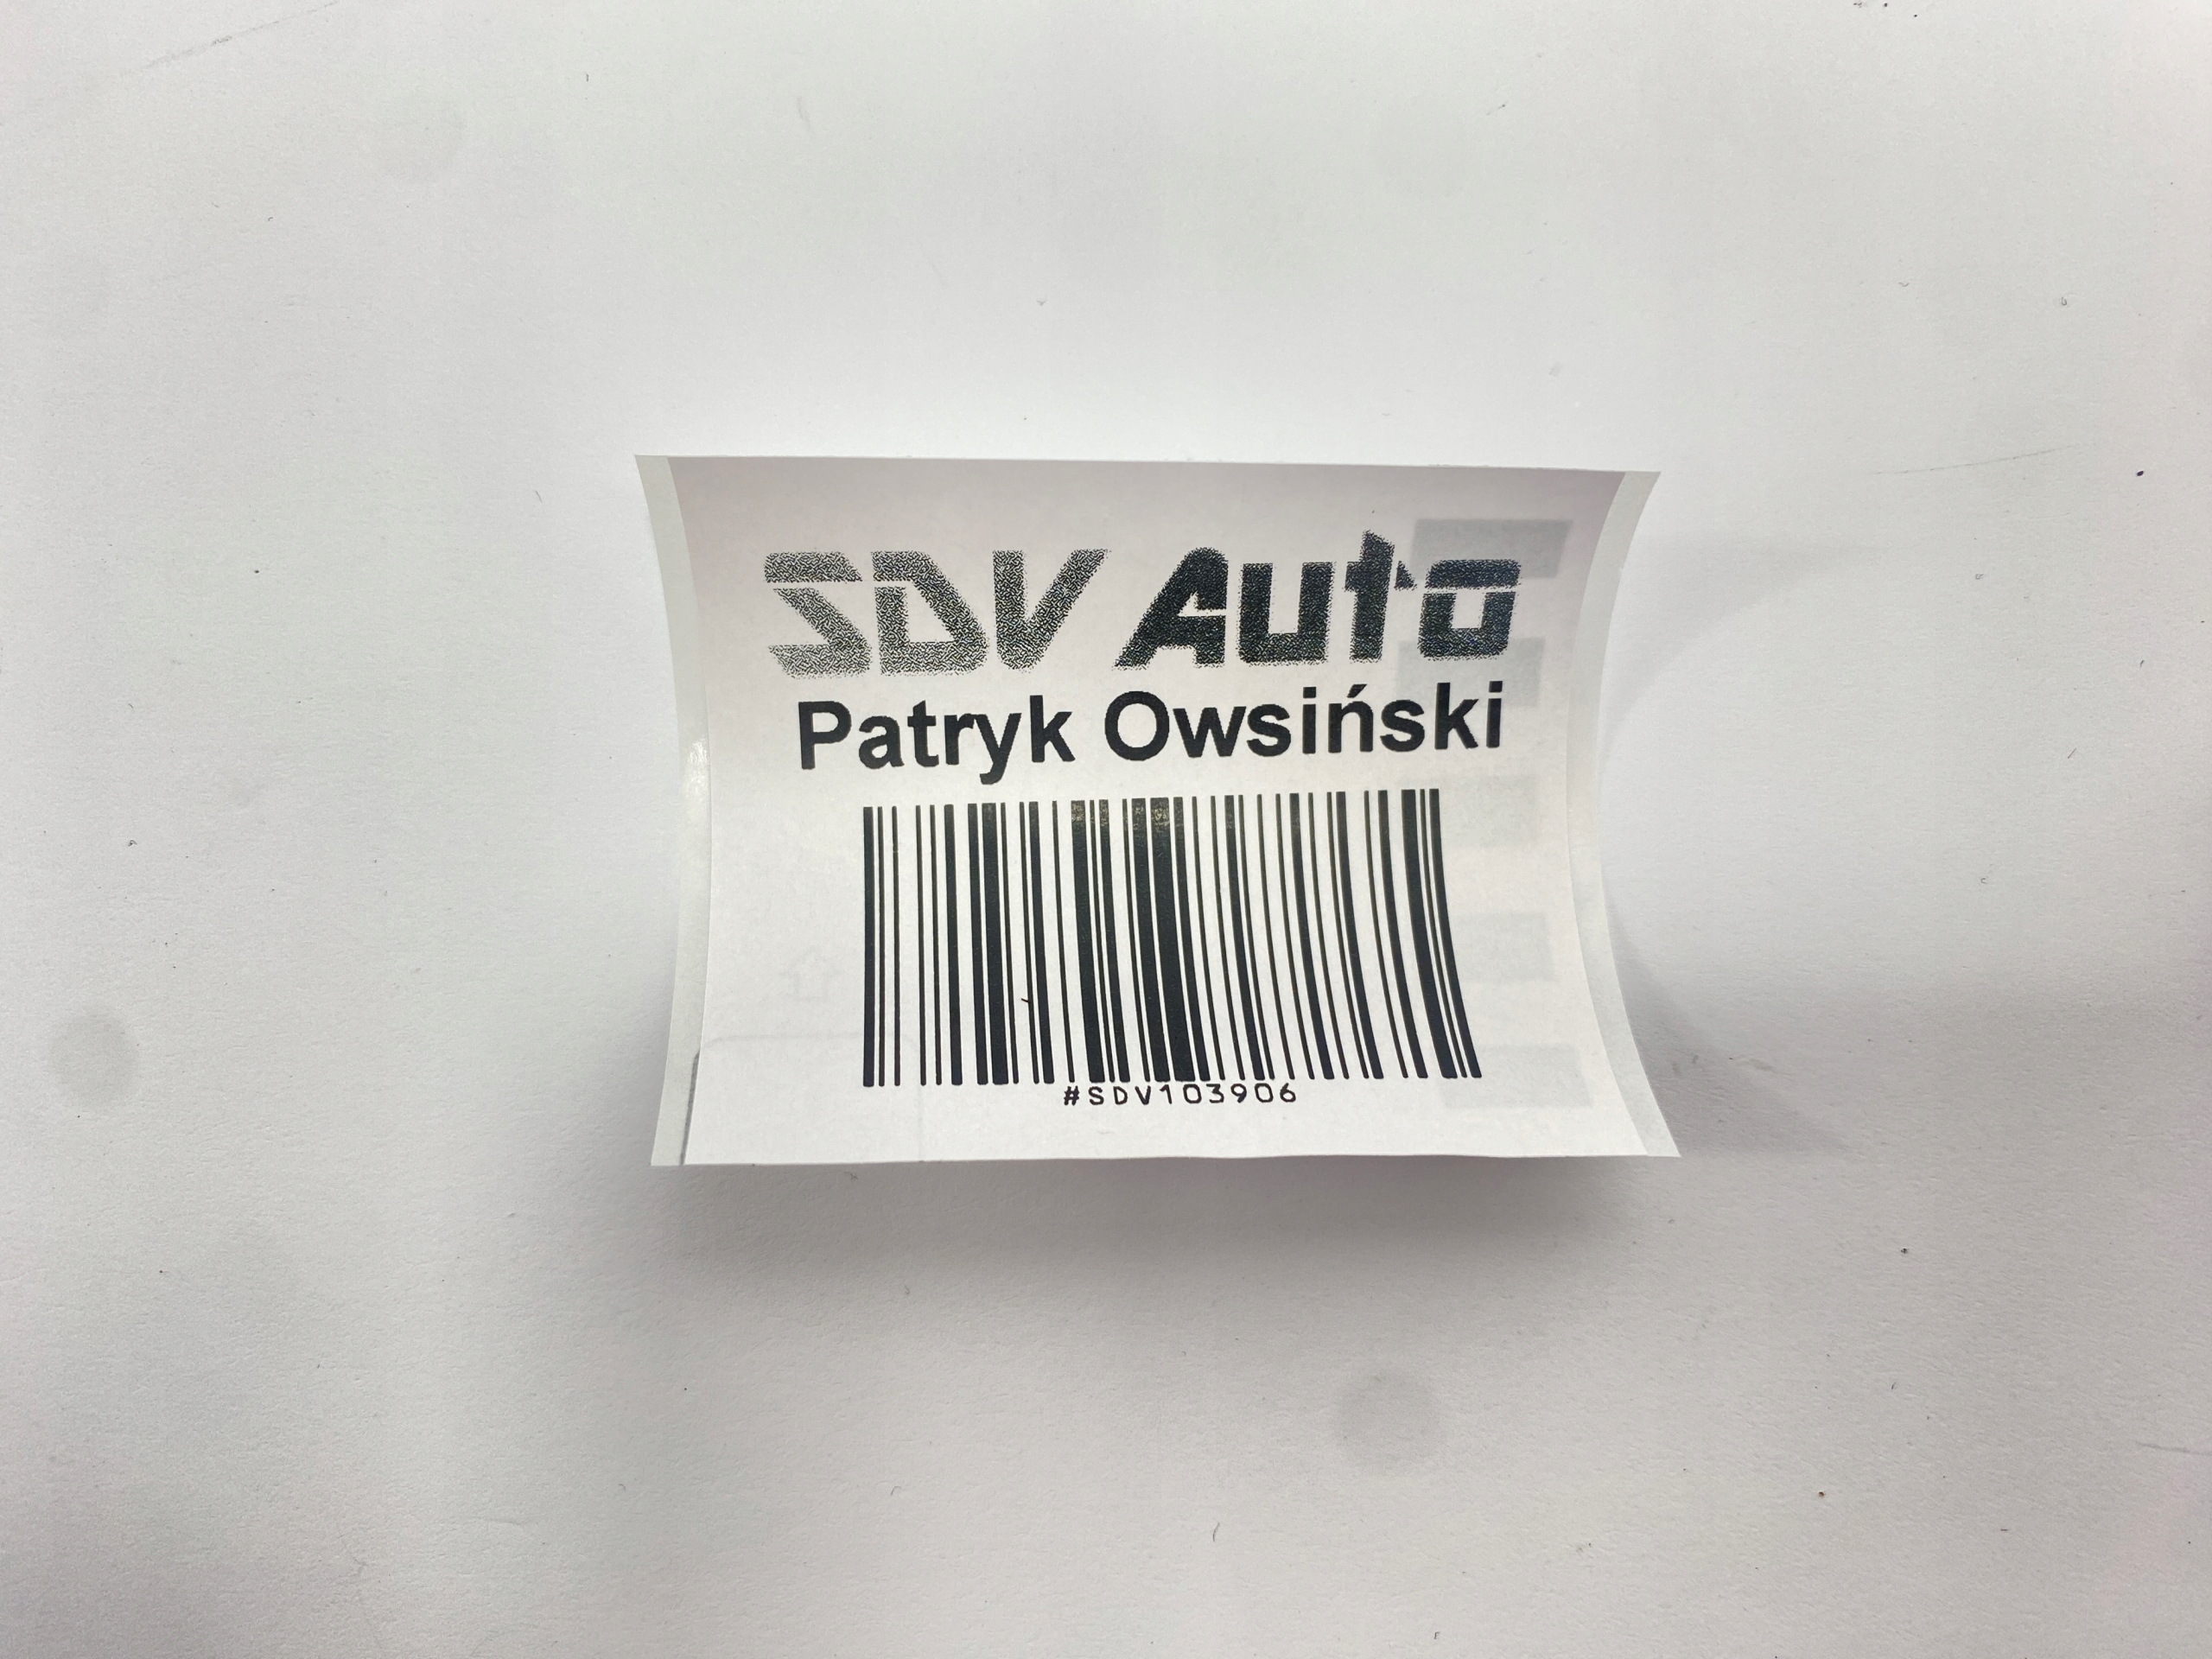 SDV Auto
Patryk Owsiński
#SDV103906